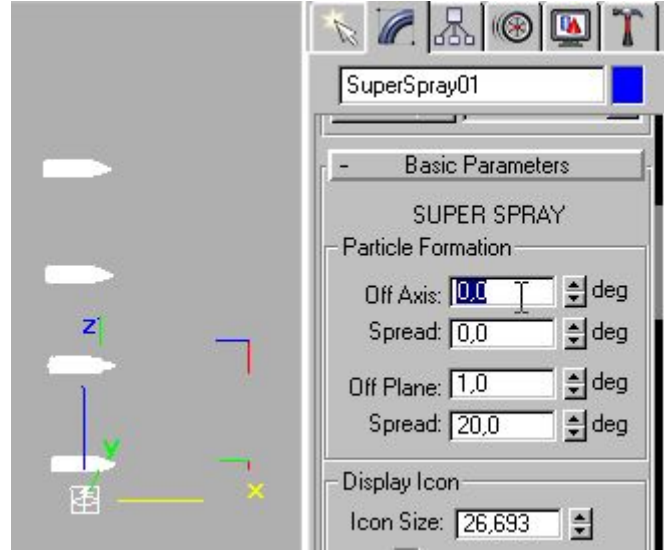 SuperSpray01
- Basic Parameters
SUPER SPRAY
Particle Formation
Off Axis: 0,0 deg
Spread: 0,0 deg
Off Plane: 1,0 deg
Spread: 20,0 deg
Display Icon
Icon Size: 26,693
z
y
x